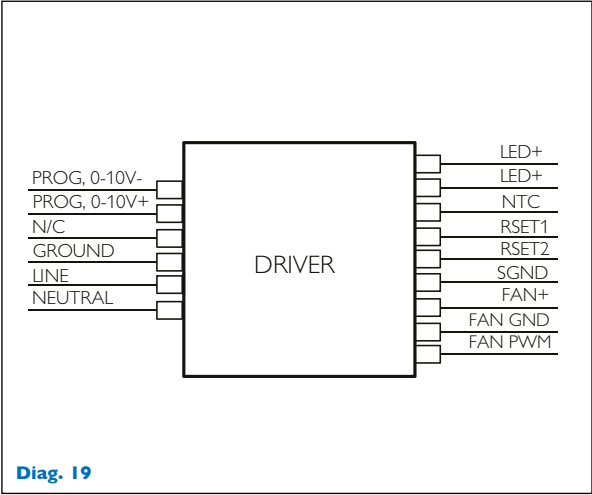 PROG, 0-10V-
PROG, 0-10V+
N/C
GROUND
LINE
NEUTRAL
DRIVER
LED+
LED+
NTC
RSET1
RSET2
SGND
FAN+
FAN GND
FAN PWM
Diag. 19